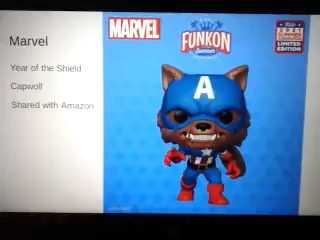 Marvel
Year of the Shield
Capwolf
Shared with Amazon
MARVEL
FUNKON
A
LIMITED
EDITION